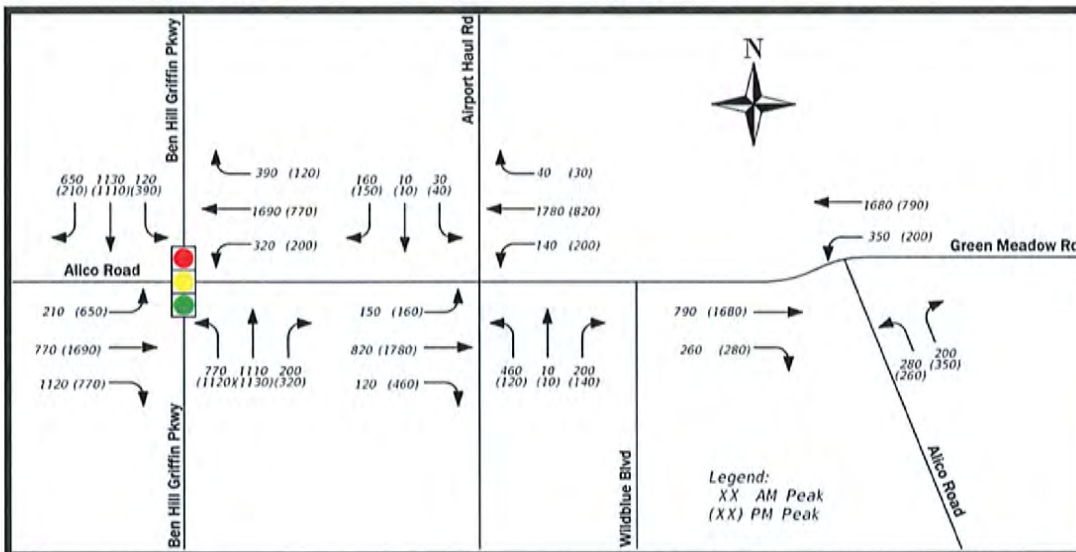 Ben Hill Griffin Pkwy
Airport Haul Rd
N
650 1130 120
(210) (1110) (390)
390 (120)
1690 (770)
320 (200)
160 10 30
(150) (10) (40)
40 (30)
1780 (820)
140 (200)
1680 (790)
350 (200)
Green Meadow Rd
Alico Road
210 (650)
770 (1690)
1120 (770)
770 1110 200
(1120)(1130)(320)
150 (160)
820 (1780)
120 (460)
460 10 200
(120) (10) (140)
790 (1680)
260 (280)
280 200
(260) (350)
Ben Hill Griffin Pkwy
Wildblue Blvd
Alico Road
Legend:
XX AM Peak
(XX) PM Peak